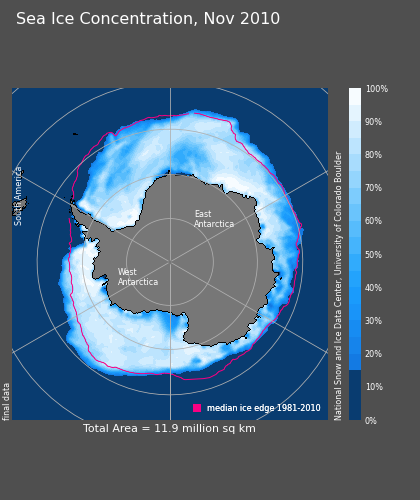 Sea Ice Concentration, Nov 2010
South America
East
Antarctica
West
Antarctica
median ice edge 1981-2010
final data
Total Area = 11.9 million sq km
National Snow and Ice Data Center, University of Colorado Boulder
100%
90%
80%
70%
60%
50%
40%
30%
20%
10%
0%